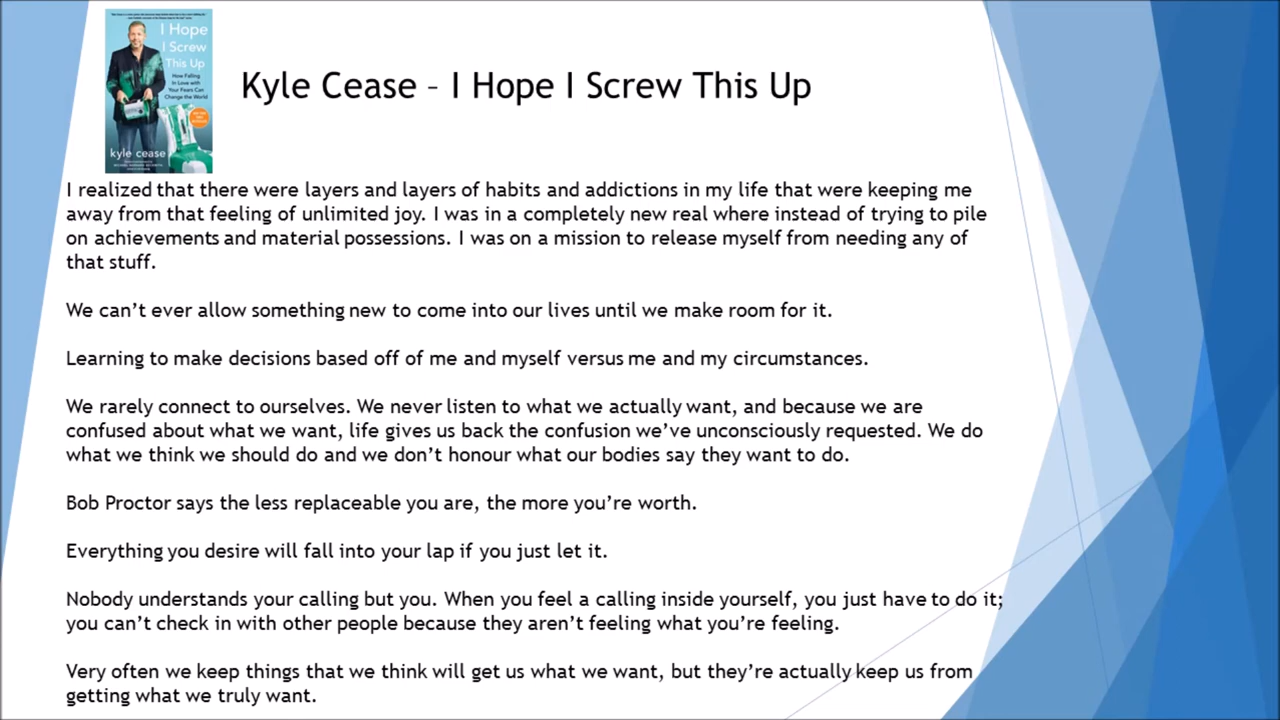 I Hope
I Screw
This Up
How Falling
In Love with
Your Fears Can
Change the World
kyle cease
Kyle Cease – I Hope I Screw This Up
I realized that there were layers and layers of habits and addictions in my life that were keeping me
away from that feeling of unlimited joy. I was in a completely new real where instead of trying to pile
on achievements and material possessions. I was on a mission to release myself from needing any of
that stuff.
We can’t ever allow something new to come into our lives until we make room for it.
Learning to make decisions based off of me and myself versus me and my circumstances.
We rarely connect to ourselves. We never listen to what we actually want, and because we are
confused about what we want, life gives us back the confusion we’ve unconsciously requested. We do
what we think we should do and we don’t honour what our bodies say they want to do.
Bob Proctor says the less replaceable you are, the more you’re worth.
Everything you desire will fall into your lap if you just let it.
Nobody understands your calling but you. When you feel a calling inside yourself, you just have to do it;
you can’t check in with other people because they aren’t feeling what you’re feeling.
Very often we keep things that we think will get us what we want, but they’re actually keep us from
getting what we truly want.